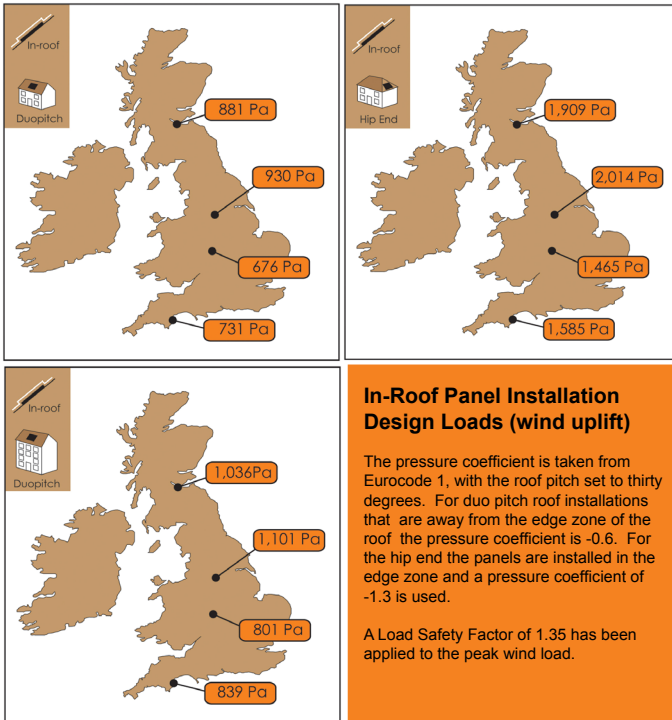 In-roof
Duopitch
881 Pa
930 Pa
676 Pa
731 Pa
In-roof
Hip End
1,909 Pa
2,014 Pa
1,465 Pa
1,585 Pa
In-roof
Duopitch
1,036Pa
1,101 Pa
801 Pa
839 Pa
In-Roof Panel Installation
Design Loads (wind uplift)
The pressure coefficient is taken from
Eurocode 1, with the roof pitch set to thirty
degrees. For duo pitch roof installations
that are away from the edge zone of the
roof the pressure coefficient is -0.6. For
the hip end the panels are installed in the
edge zone and a pressure coefficient of
-1.3 is used.
A Load Safety Factor of 1.35 has been
applied to the peak wind load.